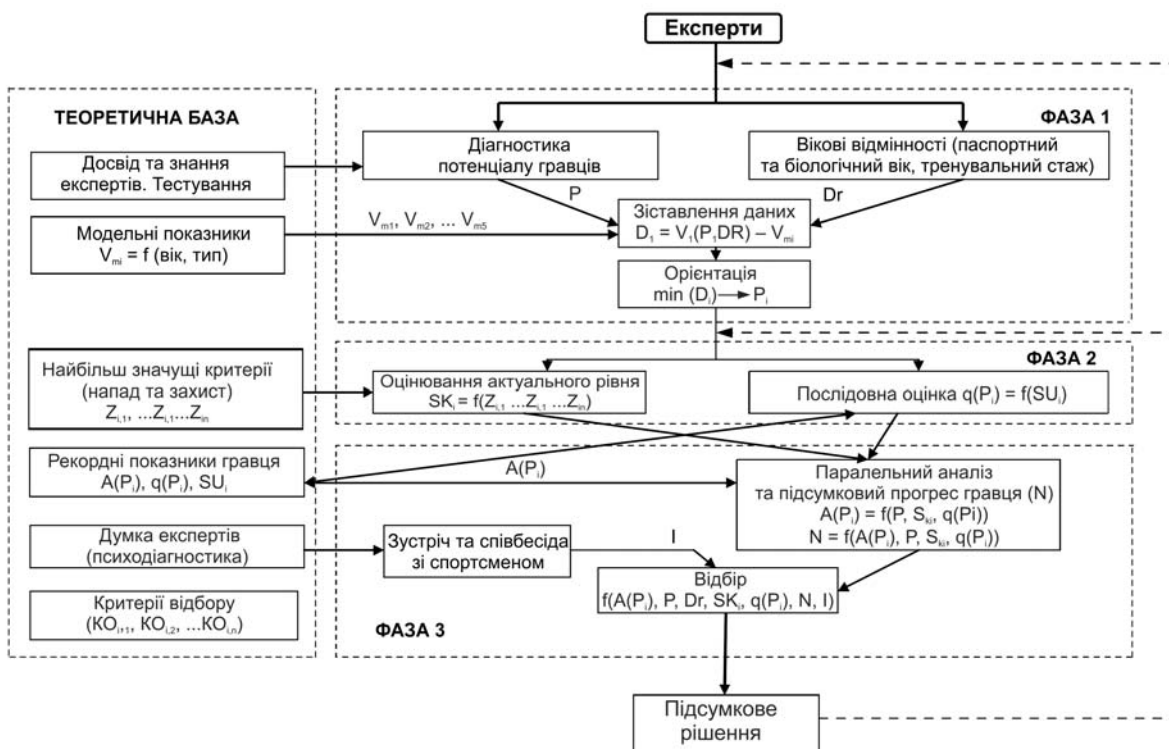 Експерти
ТЕОРЕТИЧНА БАЗА
Досвід та знання
експертів. Тестування
Модельні показники
Vₘᵢ = f (вік, тип)
Найбільш значущі критерії
(напад та захист)
Zᵢ,₁, ...Zᵢ,₁...Zᵢₙ
Рекордні показники гравця
A(Pᵢ), q(Pᵢ), SUᵢ
Думка експертів
(психодіагностика)
Критерії відбору
(КОᵢ,₁, КОᵢ,₂, ...КОᵢ,ₙ)
ФАЗА 1
Діагностика
потенціалу гравців
Вікові відмінності (паспортний
та біологічний вік, тренувальний стаж)
P
Dr
Vₘ₁, Vₘ₂, ... Vₘ₅
Зіставлення даних
D₁ = V₁(P₁DR) – Vₘᵢ
Орієнтація
min (Dᵢ) → Pᵢ
ФАЗА 2
Оцінювання актуального рівня
SKᵢ = f(Zᵢ,₁ ...Zᵢ,₁ ...Zᵢₙ)
Послідовна оцінка q(Pᵢ) = f(SUᵢ)
A(Pᵢ)
Паралельний аналіз
та підсумковий прогрес гравця (N)
A(Pᵢ) = f(P, Sₖᵢ, q(Pi))
N = f(A(Pᵢ), P, Sₖᵢ, q(Pᵢ))
Зустріч та співбесіда
зі спортсменом
I
Відбір
f(A(Pᵢ), P, Dr, SKᵢ, q(Pᵢ), N, I)
ФАЗА 3
Підсумкове
рішення